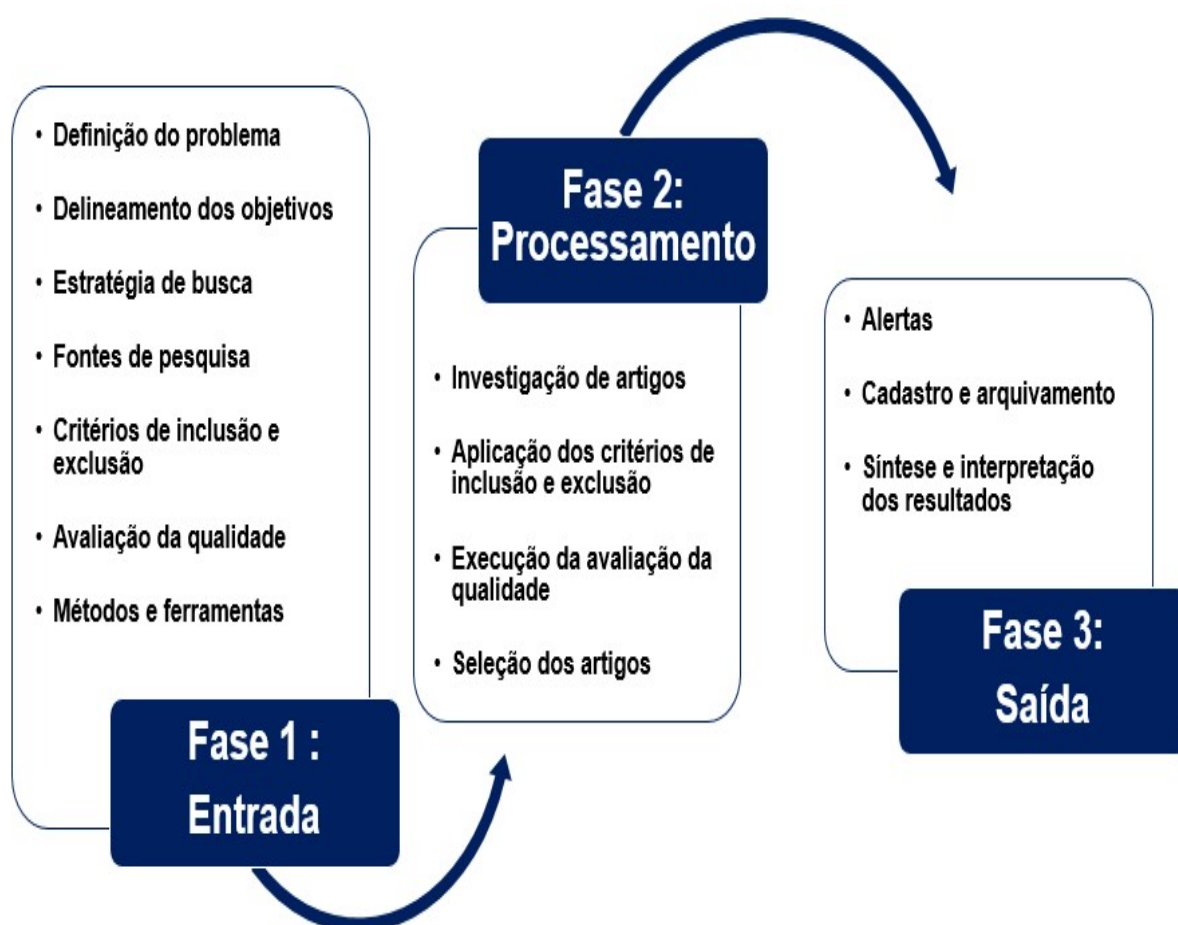 • Definição do problema
• Delineamento dos objetivos
• Estratégia de busca
• Fontes de pesquisa
• Critérios de inclusão e
exclusão
• Avaliação da qualidade
• Métodos e ferramentas
Fase 1 :
Entrada
Fase 2:
Processamento
• Investigação de artigos
• Aplicação dos critérios de
inclusão e exclusão
• Execução da avaliação da
qualidade
• Seleção dos artigos
• Alertas
• Cadastro e arquivamento
• Síntese e interpretação
dos resultados
Fase 3:
Saída